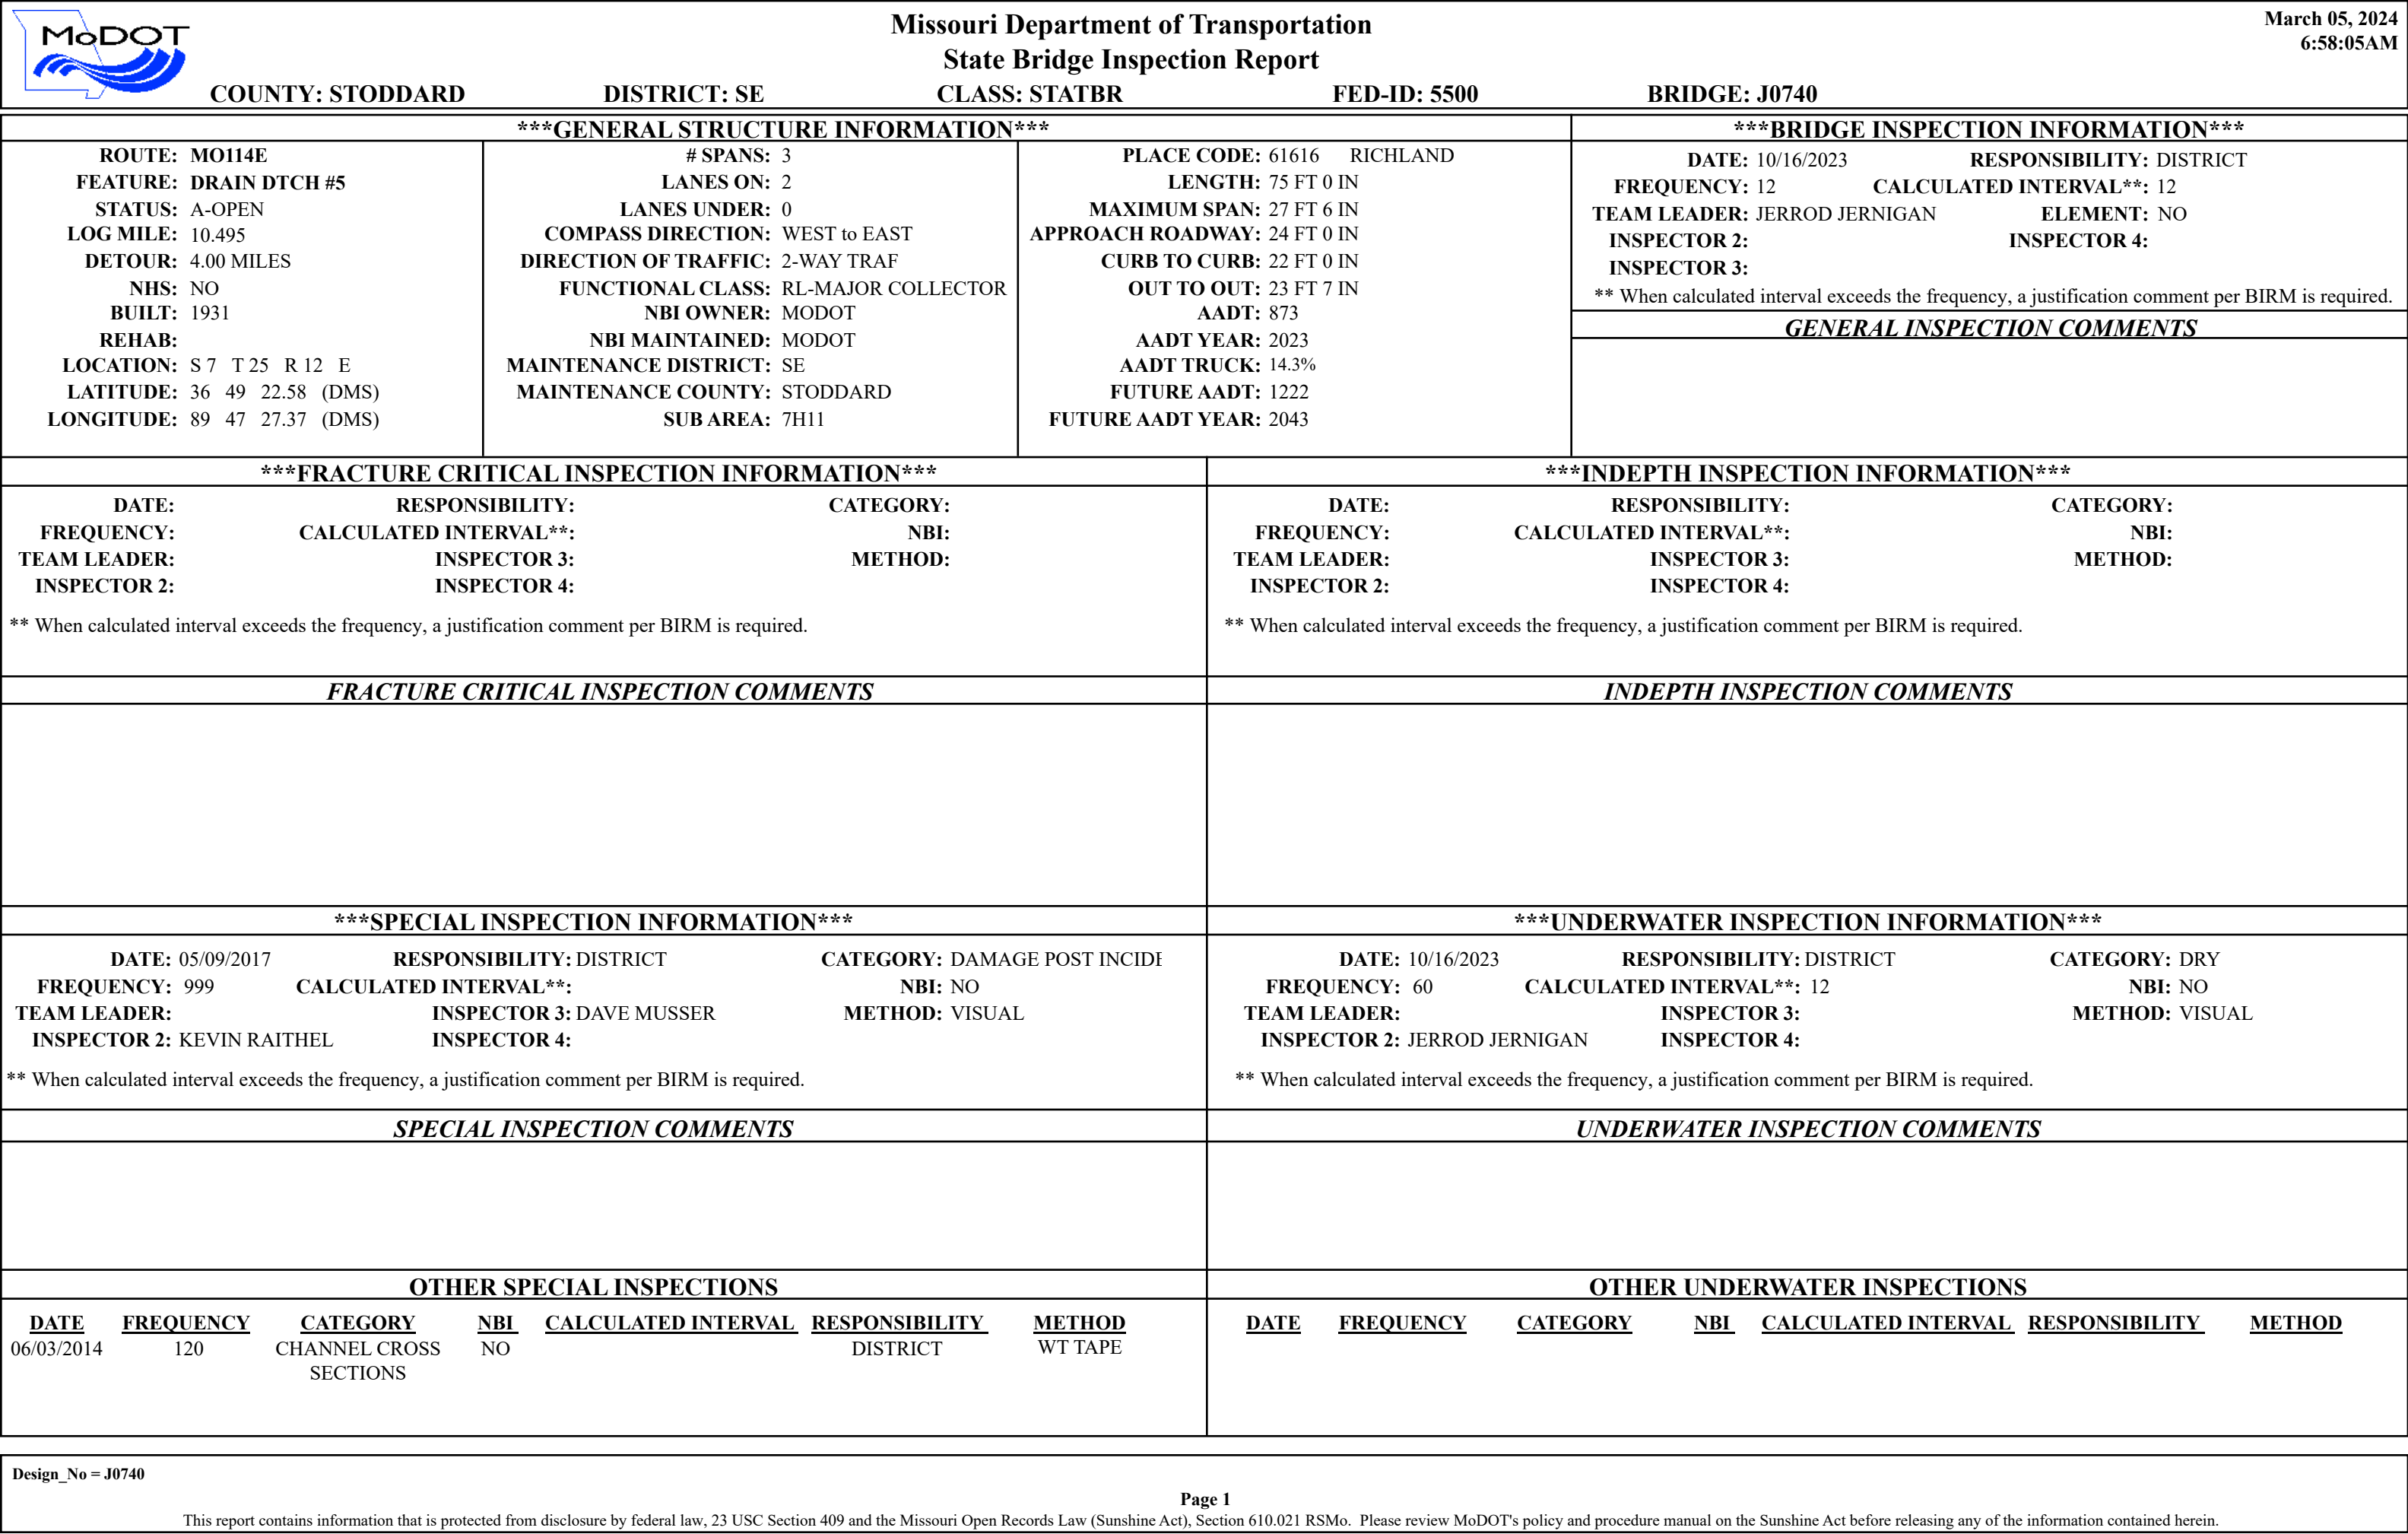 MoDOT
Missouri Department of Transportation
State Bridge Inspection Report
March 05, 2024
6:58:05AM
COUNTY: STODDARD DISTRICT: SE CLASS: STATBR FED-ID: 5500 BRIDGE: J0740
***GENERAL STRUCTURE INFORMATION***
ROUTE: MO114E
FEATURE: DRAIN DTCH #5
STATUS: A-OPEN
LOG MILE: 10.495
DETOUR: 4.00 MILES
NHS: NO
BUILT: 1931
REHAB:
LOCATION: S 7 T 25 R 12 E
LATITUDE: 36 49 22.58 (DMS)
LONGITUDE: 89 47 27.37 (DMS)
# SPANS: 3
LANES ON: 2
LANES UNDER: 0
COMPASS DIRECTION: WEST to EAST
DIRECTION OF TRAFFIC: 2-WAY TRAF
FUNCTIONAL CLASS: RL-MAJOR COLLECTOR
NBI OWNER: MODOT
NBI MAINTAINED: MODOT
MAINTENANCE DISTRICT: SE
MAINTENANCE COUNTY: STODDARD
SUB AREA: 7H11
PLACE CODE: 61616 RICHLAND
LENGTH: 75 FT 0 IN
MAXIMUM SPAN: 27 FT 6 IN
APPROACH ROADWAY: 24 FT 0 IN
CURB TO CURB: 22 FT 0 IN
OUT TO OUT: 23 FT 7 IN
AADT: 873
AADT YEAR: 2023
AADT TRUCK: 14.3%
FUTURE AADT: 1222
FUTURE AADT YEAR: 2043
***BRIDGE INSPECTION INFORMATION***
DATE: 10/16/2023 RESPONSIBILITY: DISTRICT
FREQUENCY: 12 CALCULATED INTERVAL**: 12
TEAM LEADER: JERROD JERNIGAN ELEMENT: NO
INSPECTOR 2: INSPECTOR 4:
INSPECTOR 3:
** When calculated interval exceeds the frequency, a justification comment per BIRM is required.
GENERAL INSPECTION COMMENTS
***FRACTURE CRITICAL INSPECTION INFORMATION***
DATE: RESPONSIBILITY: CATEGORY:
FREQUENCY: CALCULATED INTERVAL**: NBI:
TEAM LEADER: INSPECTOR 3: METHOD:
INSPECTOR 2: INSPECTOR 4:
** When calculated interval exceeds the frequency, a justification comment per BIRM is required.
FRACTURE CRITICAL INSPECTION COMMENTS
***INDEPTH INSPECTION INFORMATION***
DATE: RESPONSIBILITY: CATEGORY:
FREQUENCY: CALCULATED INTERVAL**: NBI:
TEAM LEADER: INSPECTOR 3: METHOD:
INSPECTOR 2: INSPECTOR 4:
** When calculated interval exceeds the frequency, a justification comment per BIRM is required.
INDEPTH INSPECTION COMMENTS
***SPECIAL INSPECTION INFORMATION***
DATE: 05/09/2017 RESPONSIBILITY: DISTRICT CATEGORY: DAMAGE POST INCIDE
FREQUENCY: 999 CALCULATED INTERVAL**: NBI: NO
TEAM LEADER: INSPECTOR 3: DAVE MUSSER METHOD: VISUAL
INSPECTOR 2: KEVIN RAITHEL INSPECTOR 4:
** When calculated interval exceeds the frequency, a justification comment per BIRM is required.
SPECIAL INSPECTION COMMENTS
***UNDERWATER INSPECTION INFORMATION***
DATE: 10/16/2023 RESPONSIBILITY: DISTRICT CATEGORY: DRY
FREQUENCY: 60 CALCULATED INTERVAL**: 12 NBI: NO
TEAM LEADER: INSPECTOR 3: METHOD: VISUAL
INSPECTOR 2: JERROD JERNIGAN INSPECTOR 4:
** When calculated interval exceeds the frequency, a justification comment per BIRM is required.
UNDERWATER INSPECTION COMMENTS
OTHER SPECIAL INSPECTIONS
DATE FREQUENCY CATEGORY NBI CALCULATED INTERVAL RESPONSIBILITY METHOD
06/03/2014 120 CHANNEL CROSS NO DISTRICT WT TAPE
SECTIONS
OTHER UNDERWATER INSPECTIONS
DATE FREQUENCY CATEGORY NBI CALCULATED INTERVAL RESPONSIBILITY METHOD
Design_No = J0740
Page 1
This report contains information that is protected from disclosure by federal law, 23 USC Section 409 and the Missouri Open Records Law (Sunshine Act), Section 610.021 RSMo. Please review MoDOT's policy and procedure manual on the Sunshine Act before releasing any of the information contained herein.